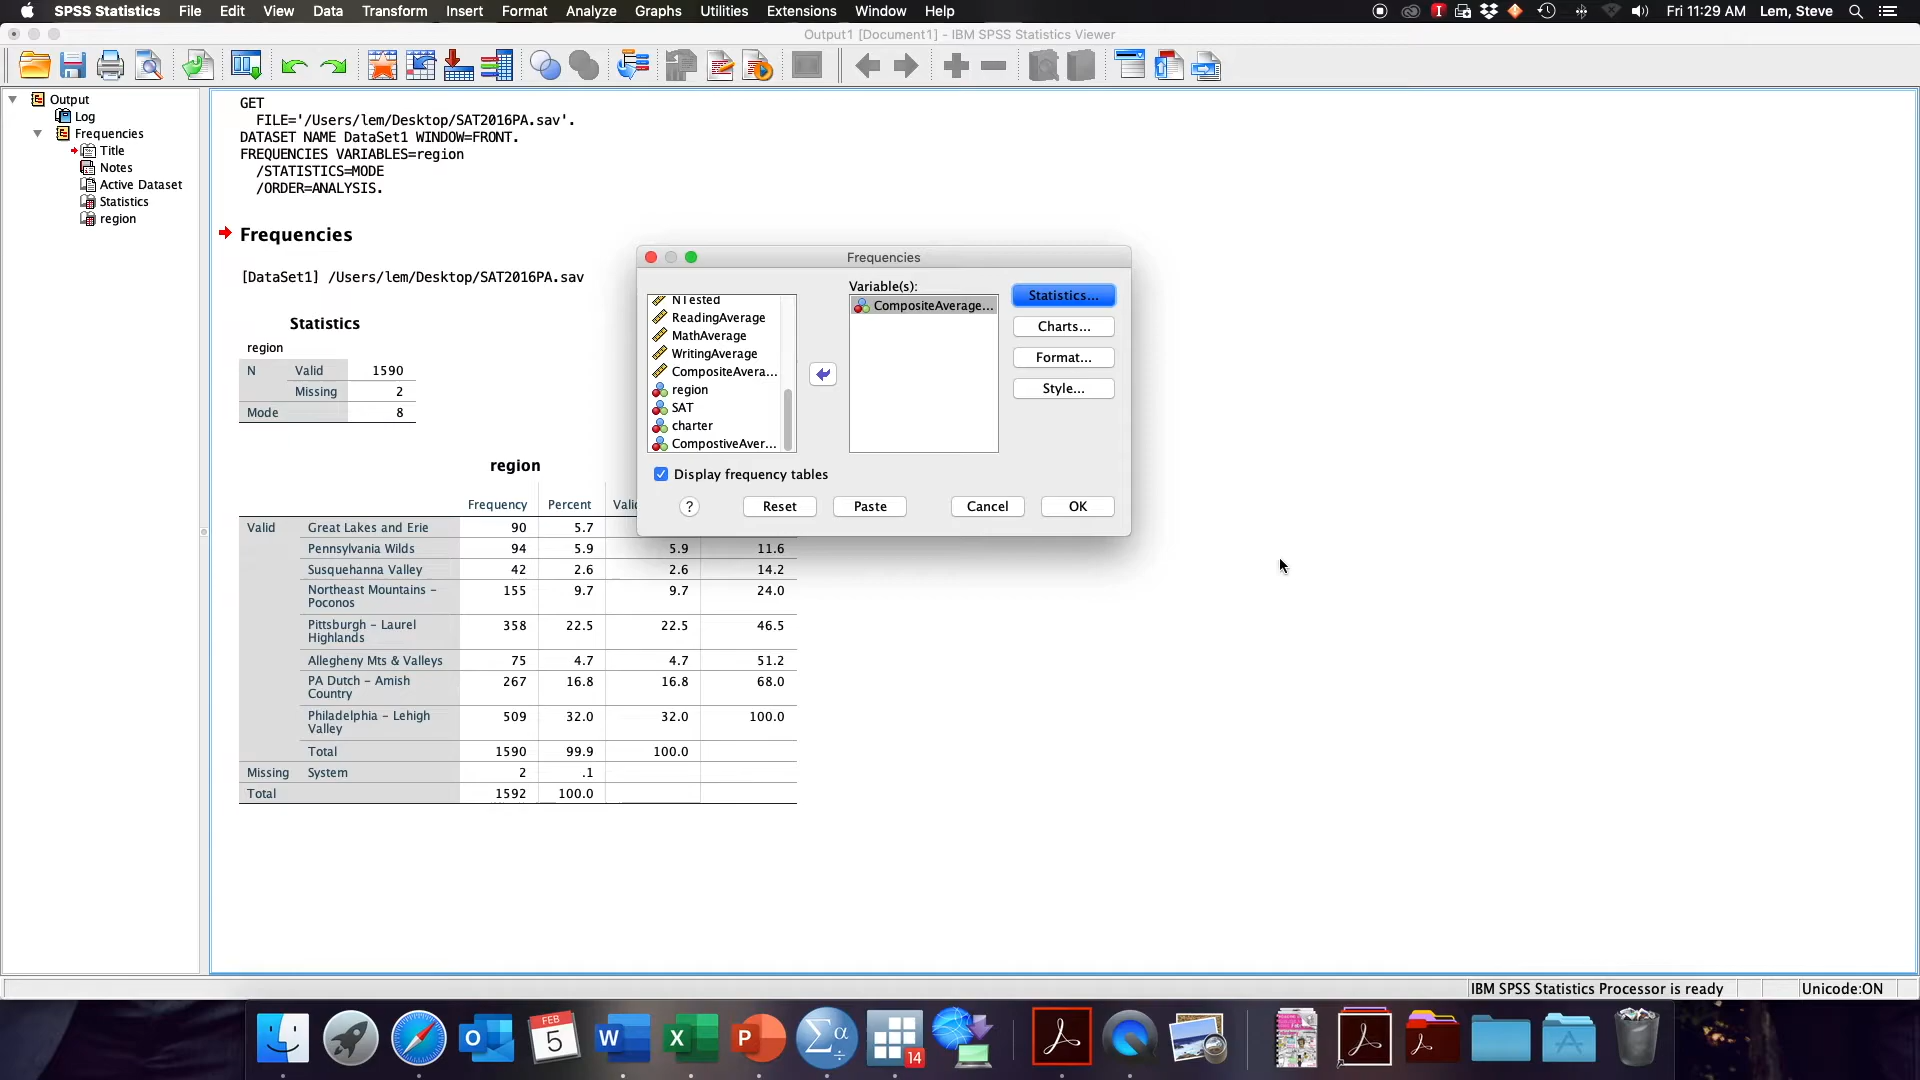 SPSS Statistics File Edit View Data Transform Insert Format Analyze Graphs Utilities Extensions Window Help Fri 11:29 AM Lem, Steve
Output1 [Document1] - IBM SPSS Statistics Viewer
Output
Log
Frequencies
Title
Notes
Active Dataset
Statistics
region
GET
FILE='/Users/lem/Desktop/SAT2016PA.sav'.
DATASET NAME DataSet1 WINDOW=FRONT.
FREQUENCIES VARIABLES=region
/STATISTICS=MODE
/ORDER=ANALYSIS.
Frequencies
[DataSet1] /Users/lem/Desktop/SAT2016PA.sav
Statistics
region
N Valid 1590
Missing 2
Mode 8
region
Frequency Percent Valid
Valid Great Lakes and Erie 90 5.7
Pennsylvania Wilds 94 5.9 5.9 11.6
Susquehanna Valley 42 2.6 2.6 14.2
Northeast Mountains - 155 9.7 9.7 24.0
Poconos
Pittsburgh - Laurel 358 22.5 22.5 46.5
Highlands
Allegheny Mts & Valleys 75 4.7 4.7 51.2
PA Dutch - Amish 267 16.8 16.8 68.0
Country
Philadelphia - Lehigh 509 32.0 32.0 100.0
Valley
Total 1590 99.9 100.0
Missing System 2 .1
Total 1592 100.0
Frequencies
Variable(s):
NTested
ReadingAverage
MathAverage
WritingAverage
CompositeAvera...
region
SAT
charter
CompostiveAver...
CompositeAverage...
Statistics...
Charts...
Format...
Style...
Display frequency tables
? Reset Paste Cancel OK
IBM SPSS Statistics Processor is ready Unicode:ON
FEB
5
W
X
P
Σα
14